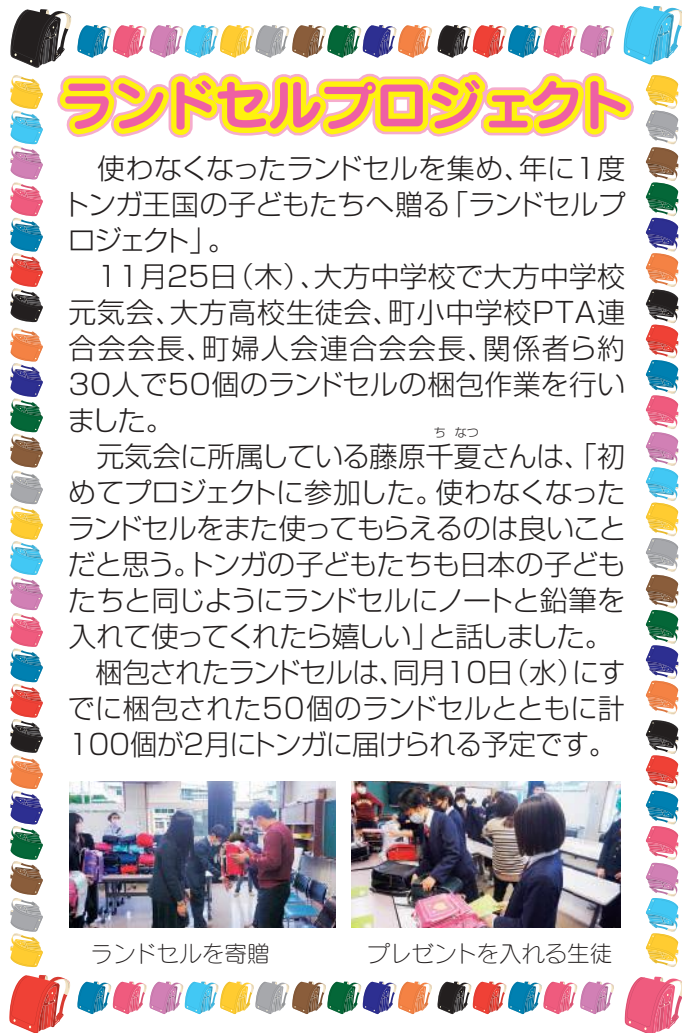 ランドセルプロジェクト
　使わなくなったランドセルを集め、年に1度
トンガ王国の子どもたちへ贈る「ランドセルプ
ロジェクト」。
　11月25日（木）、大方中学校で大方中学校
元気会、大方高校生徒会、町小中学校PTA連
合会会長、町婦人会連合会会長、関係者ら約
30人で50個のランドセルの梱包作業を行い
ました。
ち なつ
　元気会に所属している藤原千夏さんは、「初
めてプロジェクトに参加した。使わなくなった
ランドセルをまた使ってもらえるのは良いこと
だと思う。トンガの子どもたちも日本の子ども
たちと同じようにランドセルにノートと鉛筆を
入れて使ってくれたら嬉しい」と話しました。
　梱包されたランドセルは、同月10日（水）にす
でに梱包された50個のランドセルとともに計
100個が2月にトンガに届けられる予定です。
ランドセルを寄贈
プレゼントを入れる生徒